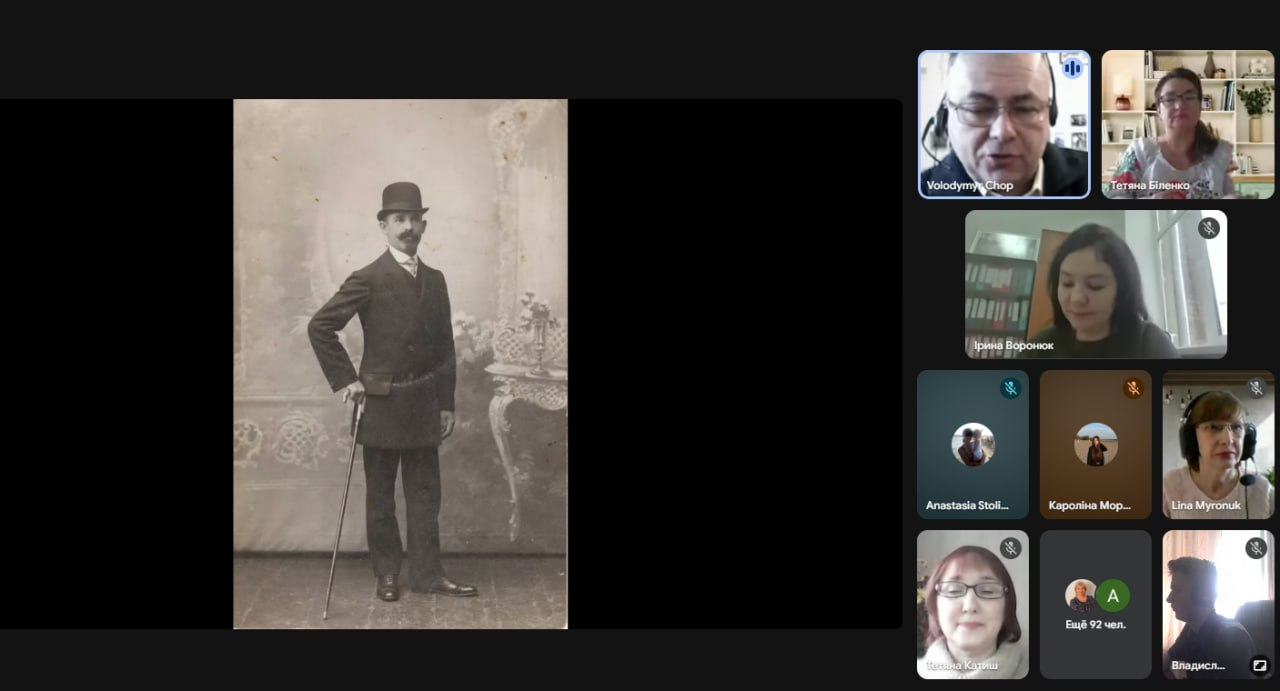 Volodymyr Chop
Тетяна Біленко
Ірина Воронюк
Anastasia Stoli...
Кароліна Мор...
Lina Myronuk
Тетяна Катиш
A
Ещё 92 чел.
Владисл...